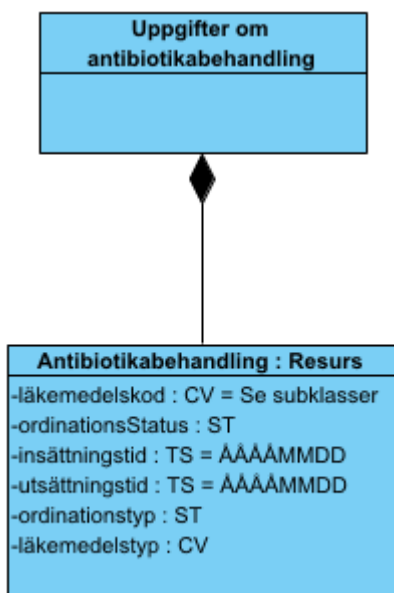 Uppgifter om
antibiotikabehandling
Antibiotikabehandling : Resurs
-läkemedelskod : CV = Se subklasser
-ordinationsStatus : ST
-insättningstid : TS = ÅÅÅÅMMDD
-utsättningstid : TS = ÅÅÅÅMMDD
-ordinationstyp : ST
-läkemedelstyp : CV